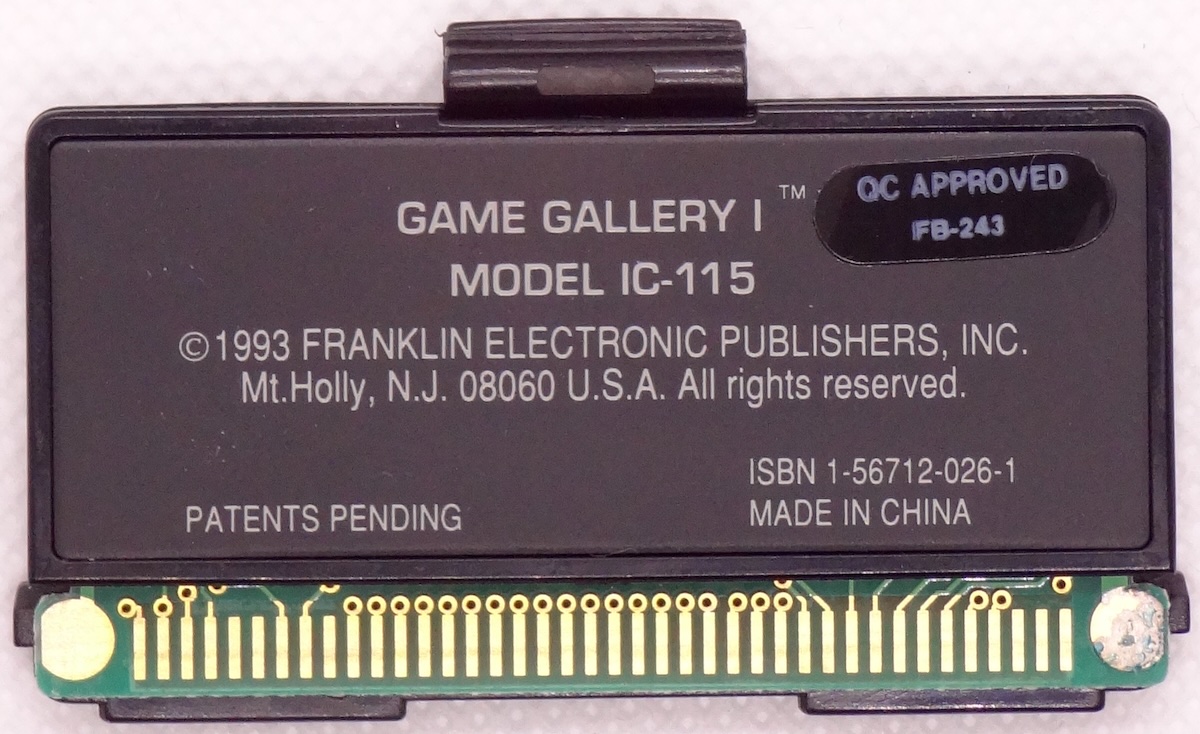 GAME GALLERY I ™
MODEL IC-115
©1993 FRANKLIN ELECTRONIC PUBLISHERS, INC.
Mt.Holly, N.J. 08060 U.S.A. All rights reserved.
QC APPROVED
FB-243
PATENTS PENDING
ISBN 1-56712-026-1
MADE IN CHINA